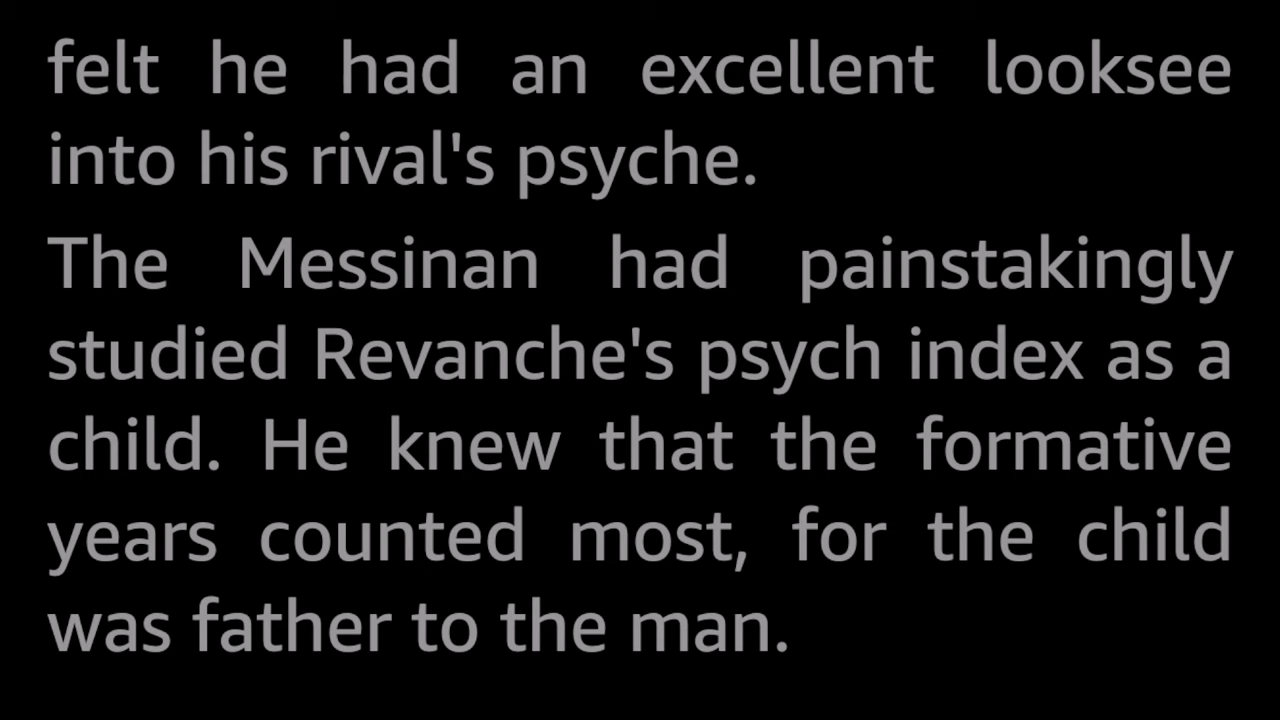 felt he had an excellent looksee
into his rival's psyche.
The Messinan had painstakingly
studied Revanche's psych index as a
child. He knew that the formative
years counted most, for the child
was father to the man.